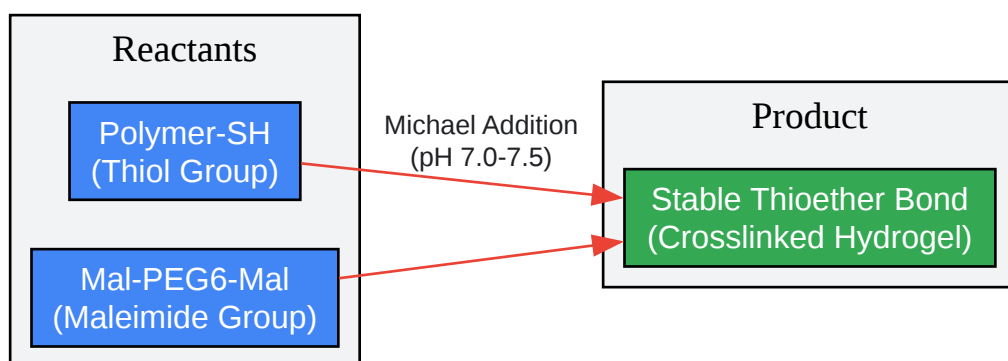 Reactants
Polymer-SH
(Thiol Group)
Mal-PEG6-Mal
(Maleimide Group)
Michael Addition
(pH 7.0-7.5)
Product
Stable Thioether Bond
(Crosslinked Hydrogel)